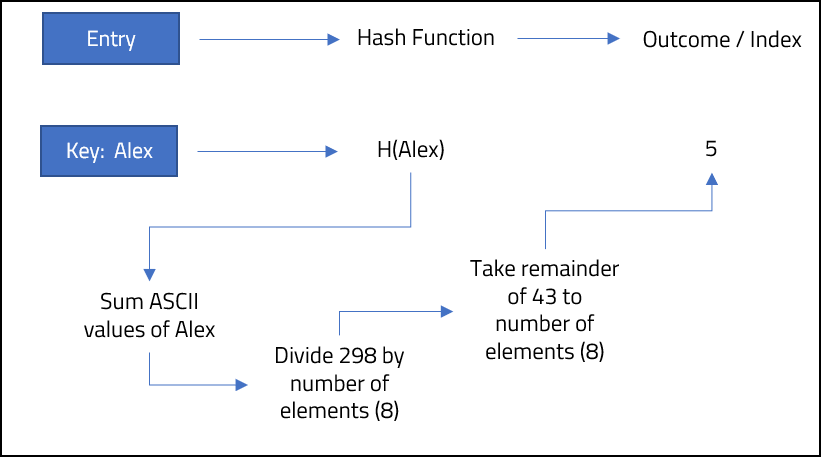 Entry
Hash Function
Outcome / Index
Key: Alex
H(Alex)
5
Sum ASCII
values of Alex
Divide 298 by
number of
elements (8)
Take remainder
of 43 to
number of
elements (8)